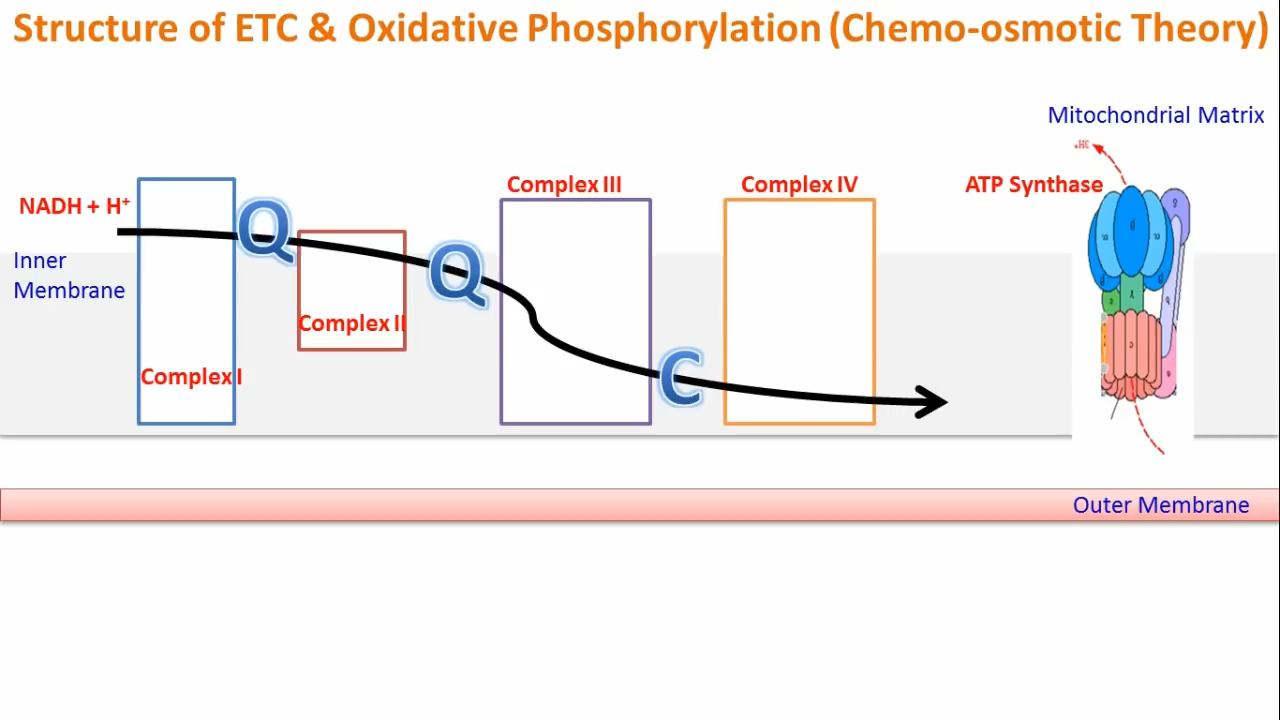 Structure of ETC & Oxidative Phosphorylation (Chemo-osmotic Theory)
Mitochondrial Matrix
Complex III
Complex IV
ATP Synthase
NADH + H⁺
Q
Q
Inner
Membrane
Complex II
Complex I
C
Outer Membrane